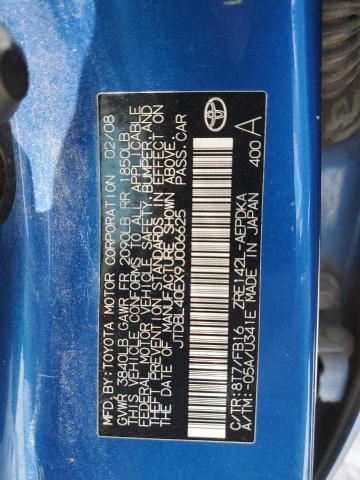 MFD.BY:TOYOTA MOTOR CORPORATION 02/08
GVWR 3840LB GAWR FR 2090LB RR 1850LB
THIS VEHICLE CONFORMS TO ALL APPLICABLE
FEDERAL MOTOR VEHICLE SAFETY, BUMPER, AND
THEFT PREVENTION STANDARDS IN EFFECT ON
THE DATE OF MANUFACTURE SHOWN ABOVE.
JTDBL40EX9J006625 PASS.CAR
TOYOTA
C/TR:8T7/FB16 ZRE142L-AEPDKA
A/TM:-05A/U341E MADE IN JAPAN
400 A